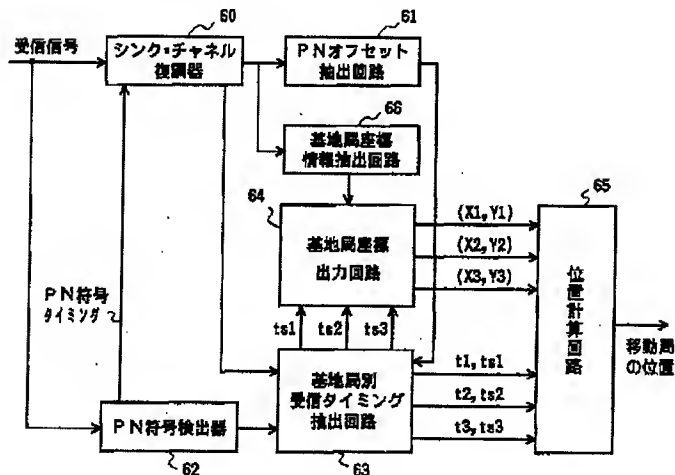 60
61
受信信号
シンク・チャネル
復調器
PNオフセット
抽出回路
66
基地局座標
情報抽出回路
64
65
基地局座標
出力回路
(X1,Y1)
(X2,Y2)
(X3,Y3)
位置計算回路
移動局
の位置
PN符号
タイミング
ts1
ts2
ts3
PN符号検出器
62
基地局別
受信タイミング
抽出回路
63
t1,ts1
t2,ts2
t3,ts3